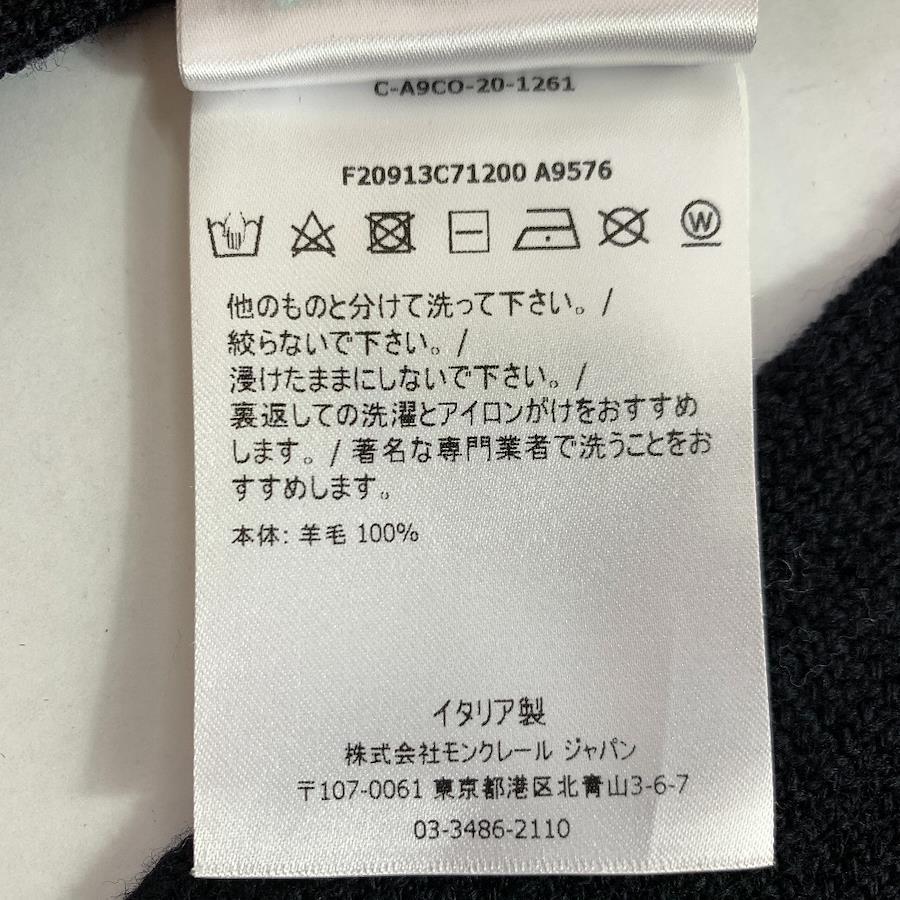 C-A9CO-20-1261
F20913C71200 A9576
W
他のものと分けて洗って下さい。/
絞らないで下さい。/
浸けたままにしないで下さい。/
裏返しての洗濯とアイロンがけをおすすめ
します。/ 著名な専門業者で洗うことをお
すすめします。
本体: 羊毛 100%
イタリア製
株式会社モンクレール ジャパン
〒107-0061 東京都港区北青山3-6-7
03-3486-2110